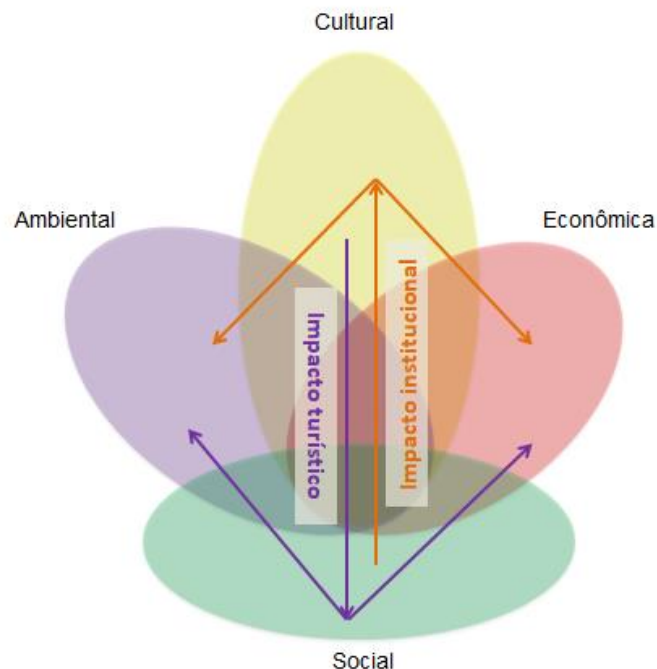 Cultural
Ambiental
Econômica
Impacto turístico
Impacto institucional
Social